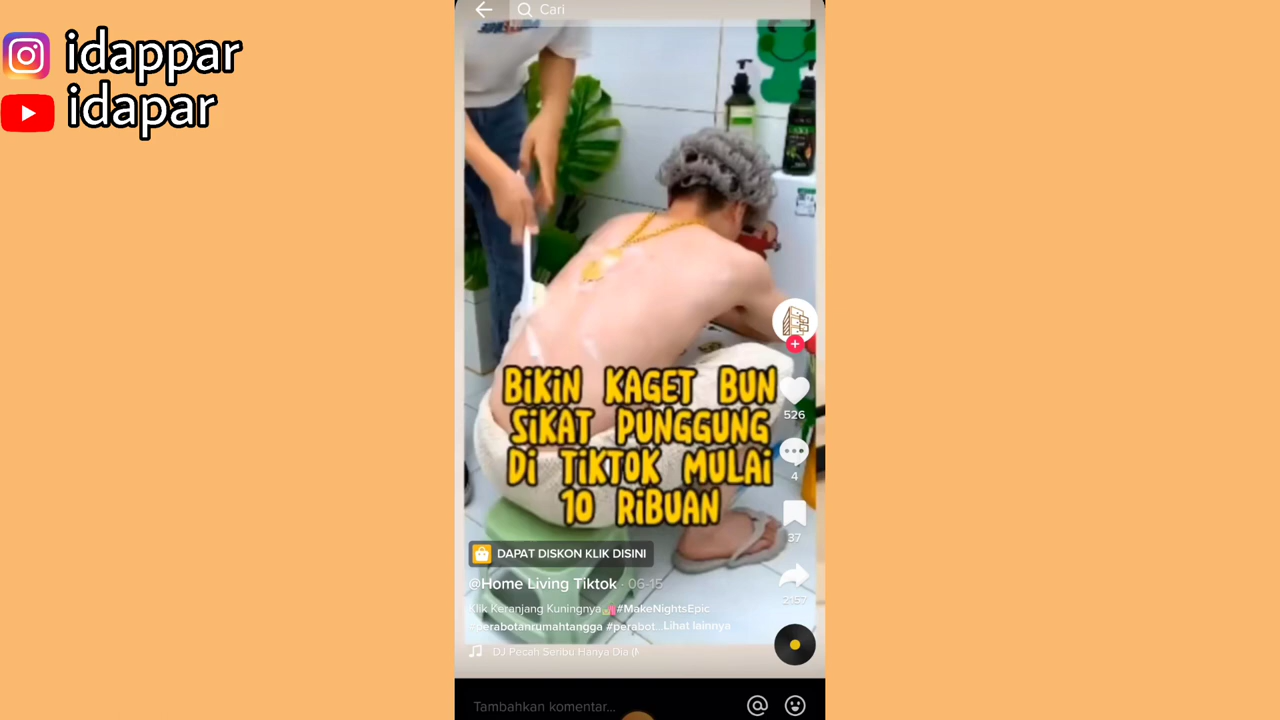 idappar
idapar
Cari
BIKIN KAGET BUN
SIKAT PUNGGUNG
DI TIKTOK MULAI
10 RIBUAN
526
4
37
2157
DAPAT DISKON KLIK DISINI
@Home Living Tiktok · 06-15
Klik Keranjang Kuningnya🛍️ #MakeNightsEpic
#perabotanrumahtangga #perabot...Lihat lainnya
DJ Pecah Seribu Hanya Dia (
Tambahkan komentar...